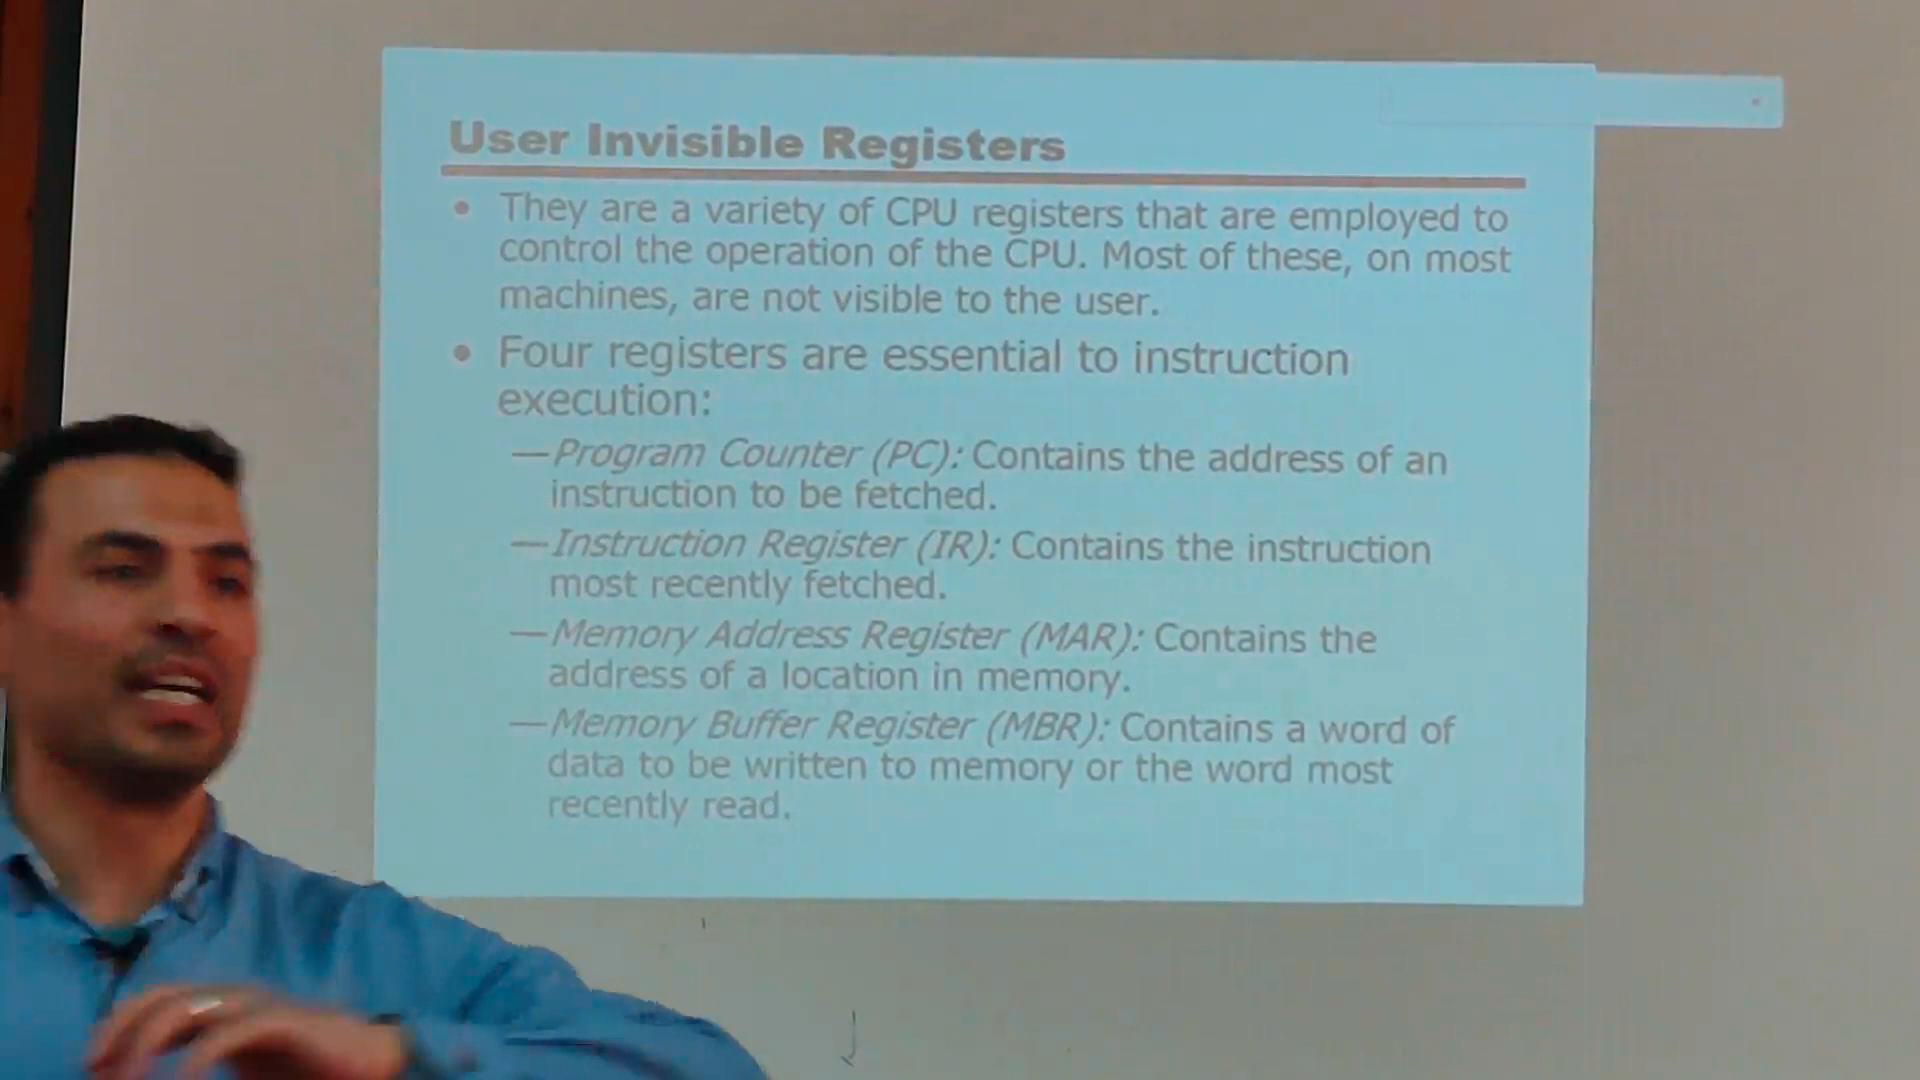 User Invisible Registers
• They are a variety of CPU registers that are employed to
control the operation of the CPU. Most of these, on most
machines, are not visible to the user.
• Four registers are essential to instruction
execution:
—Program Counter (PC): Contains the address of an
instruction to be fetched.
—Instruction Register (IR): Contains the instruction
most recently fetched.
—Memory Address Register (MAR): Contains the
address of a location in memory.
—Memory Buffer Register (MBR): Contains a word of
data to be written to memory or the word most
recently read.